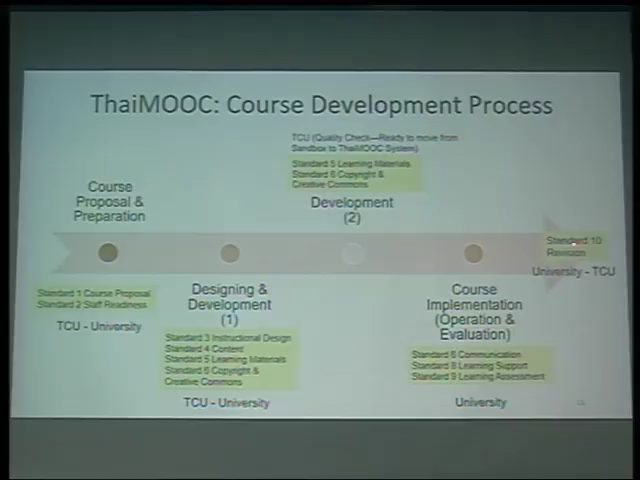 ThaiMOOC: Course Development Process
TCU (Quality Check—Ready to move from
Sandbox to ThaiMOOC System)
Standard 5 Learning Materials
Standard 6 Copyright &
Creative Commons
Course
Proposal &
Preparation
Development
(2)
Standard 10
Revision
University - TCU
Standard 1 Course Proposal
Standard 2 Staff Readiness
TCU - University
Designing &
Development
(1)
Standard 3 Instructional Design
Standard 4 Content
Standard 5 Learning Materials
Standard 6 Copyright &
Creative Commons
TCU - University
Course
Implementation
(Operation &
Evaluation)
Communication
Standard 8 Learning Support
Standard 9 Learning Assessment
University